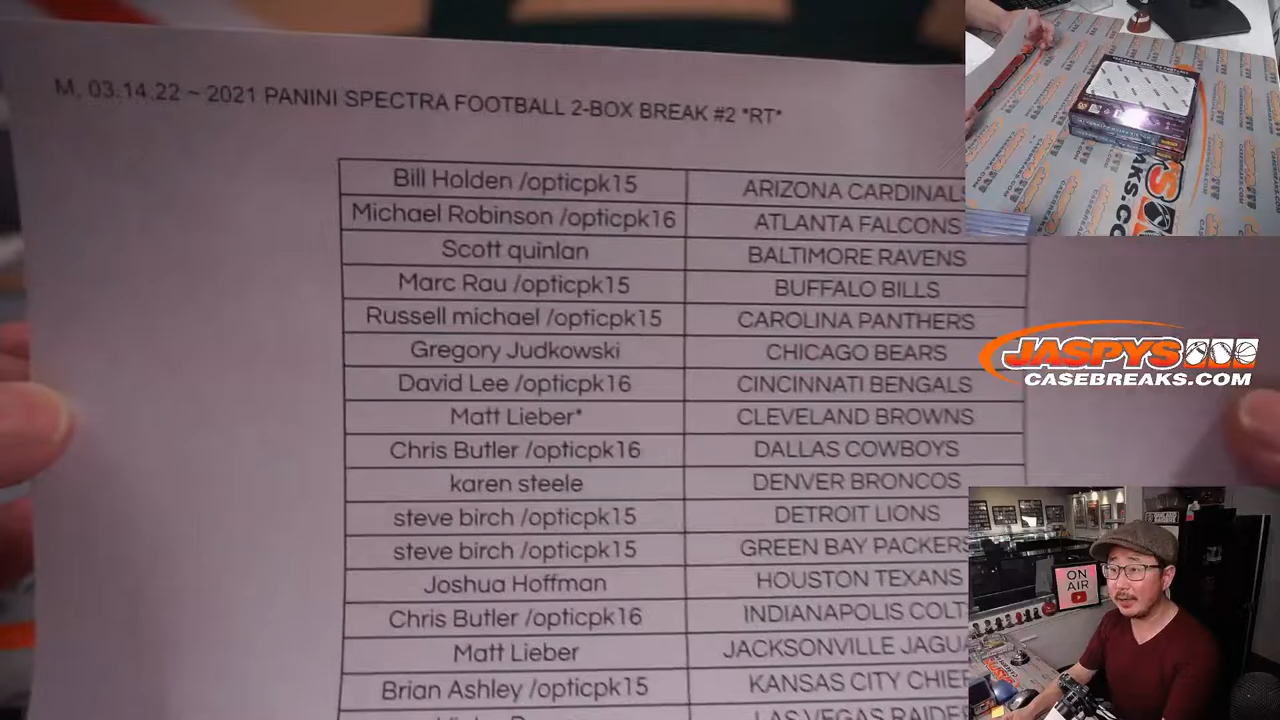 M, 03.14.22 ~ 2021 PANINI SPECTRA FOOTBALL 2-BOX BREAK #2 *RT*
Bill Holden /opticpk15 ARIZONA CARDINALS
Michael Robinson /opticpk16 ATLANTA FALCONS
Scott quinlan BALTIMORE RAVENS
Marc Rau /opticpk15 BUFFALO BILLS
Russell michael /opticpk15 CAROLINA PANTHERS
Gregory Judkowski CHICAGO BEARS
David Lee /opticpk16 CINCINNATI BENGALS
Matt Lieber* CLEVELAND BROWNS
Chris Butler /opticpk16 DALLAS COWBOYS
karen steele DENVER BRONCOS
steve birch /opticpk15 DETROIT LIONS
steve birch /opticpk15 GREEN BAY PACKERS
Joshua Hoffman HOUSTON TEXANS
Chris Butler /opticpk16 INDIANAPOLIS COLT
Matt Lieber JACKSONVILLE JAGUA
Brian Ashley /opticpk15 KANSAS CITY CHIEF
LAS VEGAS RAIDE
JASPYS
CASEBREAKS.COM
ON
AIR